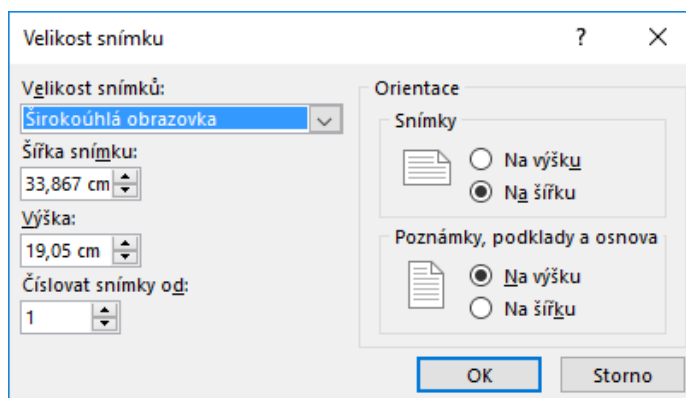 Velikost snímku
Velikost snímků:
Širokoúhlá obrazovka
Šířka snímku:
33,867 cm
Výška:
19,05 cm
Číslovat snímky od:
1
Orientace
Snímky
Na výšku
Na šířku
Poznámky, podklady a osnova
Na výšku
Na šířku
OK
Storno